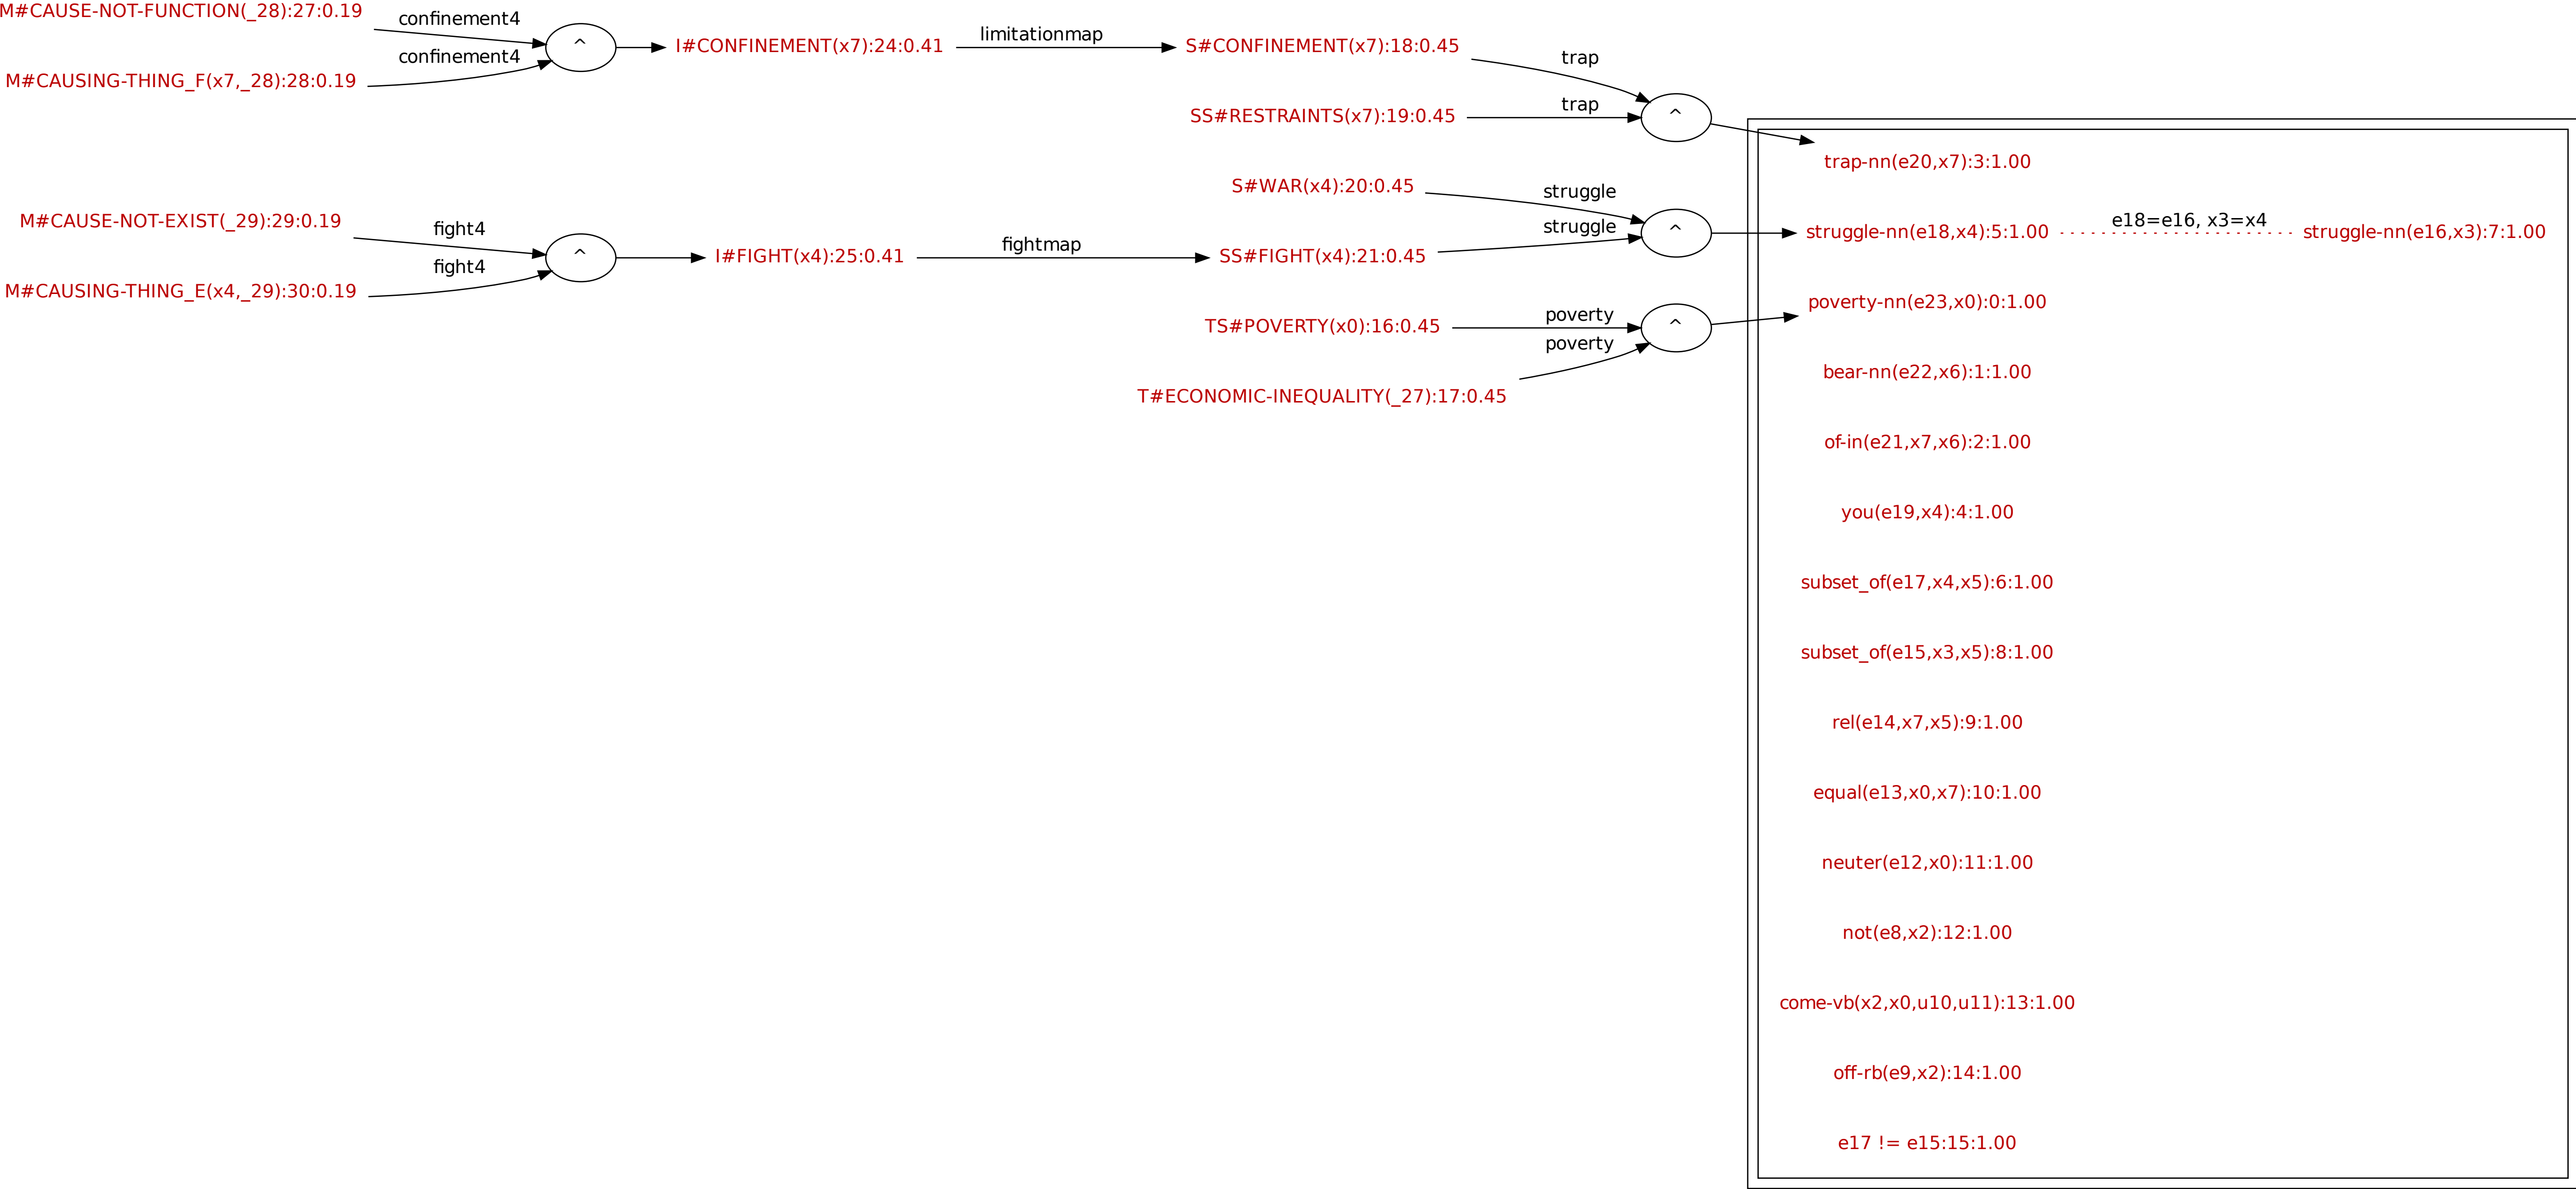 M#CAUSE-NOT-FUNCTION(_28):27:0.19
confinement4
^
I#CONFINEMENT(x7):24:0.41
limitationmap
S#CONFINEMENT(x7):18:0.45
trap
confinement4
M#CAUSING-THING_F(x7,_28):28:0.19
SS#RESTRAINTS(x7):19:0.45
trap
^
trap-nn(e20,x7):3:1.00
S#WAR(x4):20:0.45
struggle
M#CAUSE-NOT-EXIST(_29):29:0.19
fight4
struggle
^
struggle-nn(e18,x4):5:1.00
e18=e16, x3=x4
struggle-nn(e16,x3):7:1.00
^
I#FIGHT(x4):25:0.41
fightmap
SS#FIGHT(x4):21:0.45
fight4
M#CAUSING-THING_E(x4,_29):30:0.19
poverty-nn(e23,x0):0:1.00
TS#POVERTY(x0):16:0.45
poverty
^
poverty
T#ECONOMIC-INEQUALITY(_27):17:0.45
bear-nn(e22,x6):1:1.00
of-in(e21,x7,x6):2:1.00
you(e19,x4):4:1.00
subset_of(e17,x4,x5):6:1.00
subset_of(e15,x3,x5):8:1.00
rel(e14,x7,x5):9:1.00
equal(e13,x0,x7):10:1.00
neuter(e12,x0):11:1.00
not(e8,x2):12:1.00
come-vb(x2,x0,u10,u11):13:1.00
off-rb(e9,x2):14:1.00
e17 != e15:15:1.00